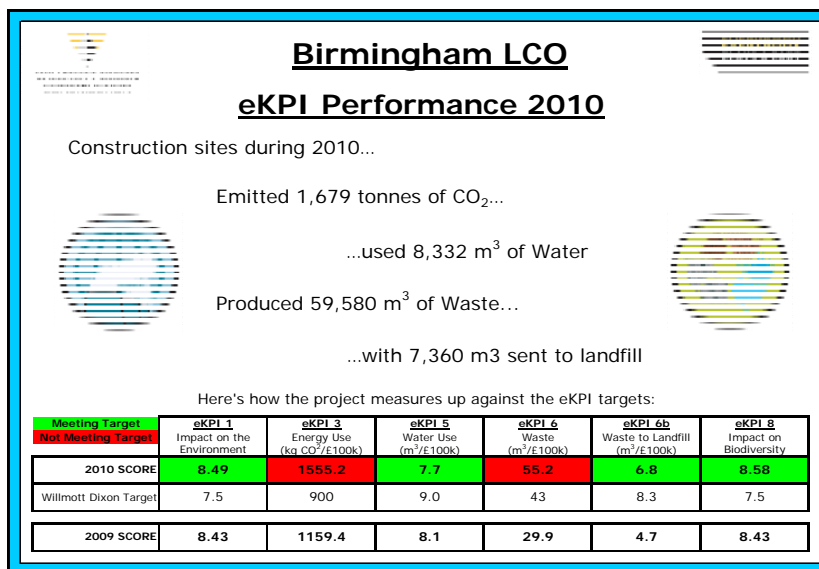 Birmingham LCO
eKPI Performance 2010
Construction sites during 2010...
Emitted 1,679 tonnes of CO2...
...used 8,332 m3 of Water
Produced 59,580 m3 of Waste...
...with 7,360 m3 sent to landfill
Here's how the project measures up against the eKPI targets:
Meeting Target eKPI 1 eKPI 3 eKPI 5 eKPI 6 eKPI 6b eKPI 8
Not Meeting Target Impact on the Environment Energy Use (kg CO2/£100k) Water Use (m3/£100k) Waste (m3/£100k) Waste to Landfill (m3/£100k) Impact on Biodiversity
2010 SCORE 8.49 1555.2 7.7 55.2 6.8 8.58
Willmott Dixon Target 7.5 900 9.0 43 8.3 7.5
2009 SCORE 8.43 1159.4 8.1 29.9 4.7 8.43